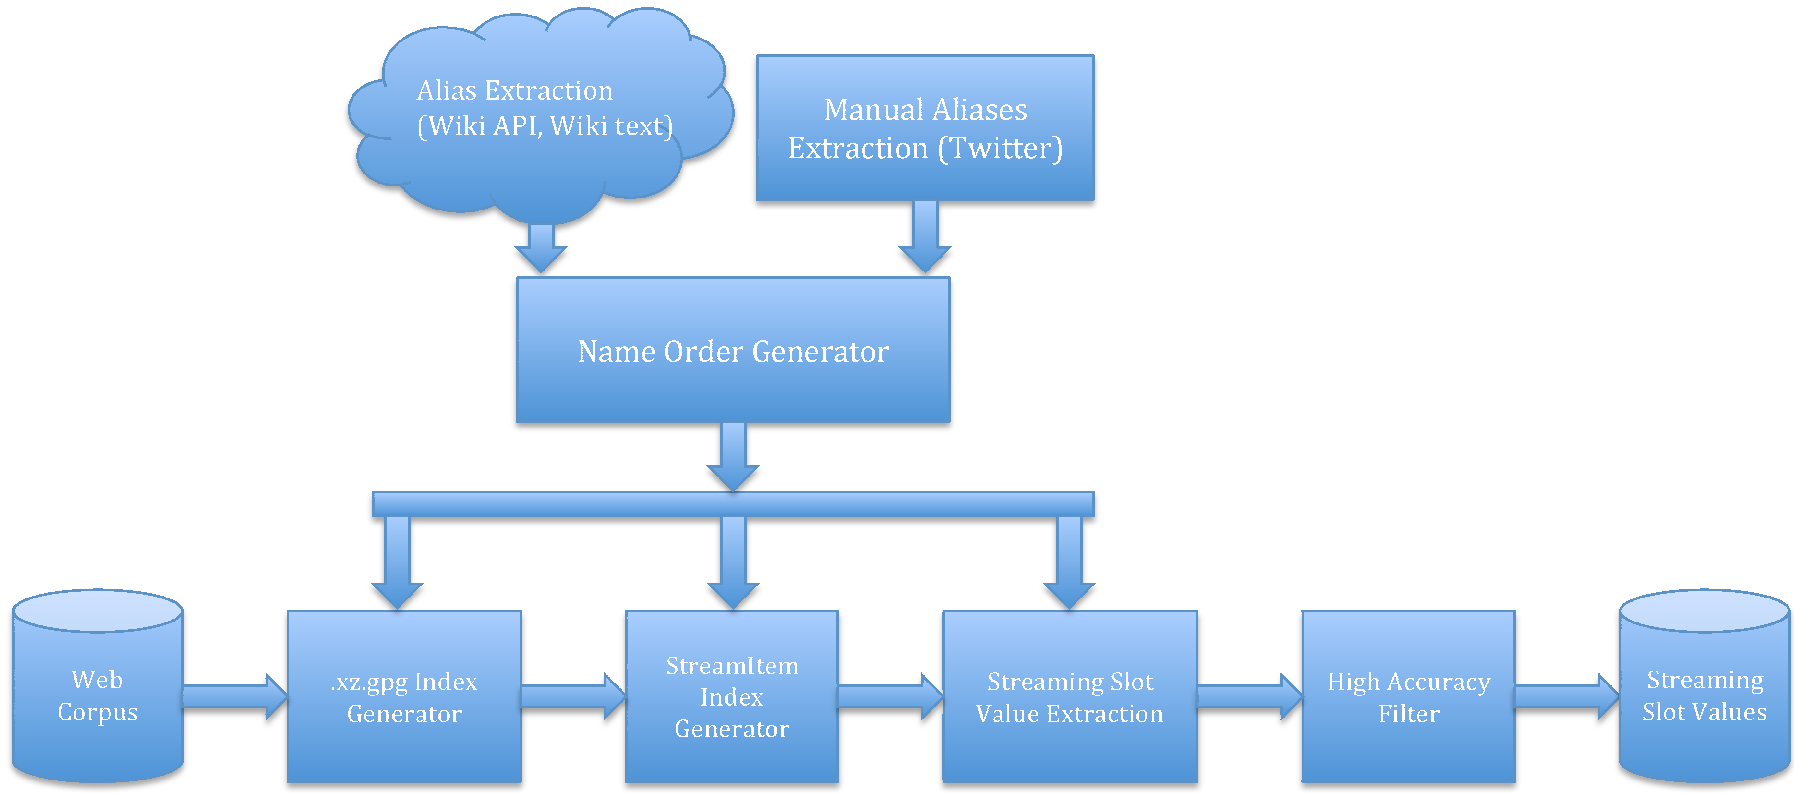 Alias Extraction
(Wiki API, Wiki text)
Manual Aliases
Extraction (Twitter)
Name Order Generator
Web
Corpus
.xz.gpg Index
Generator
StreamItem
Index
Generator
Streaming Slot
Value Extraction
High Accuracy
Filter
Streaming
Slot Values